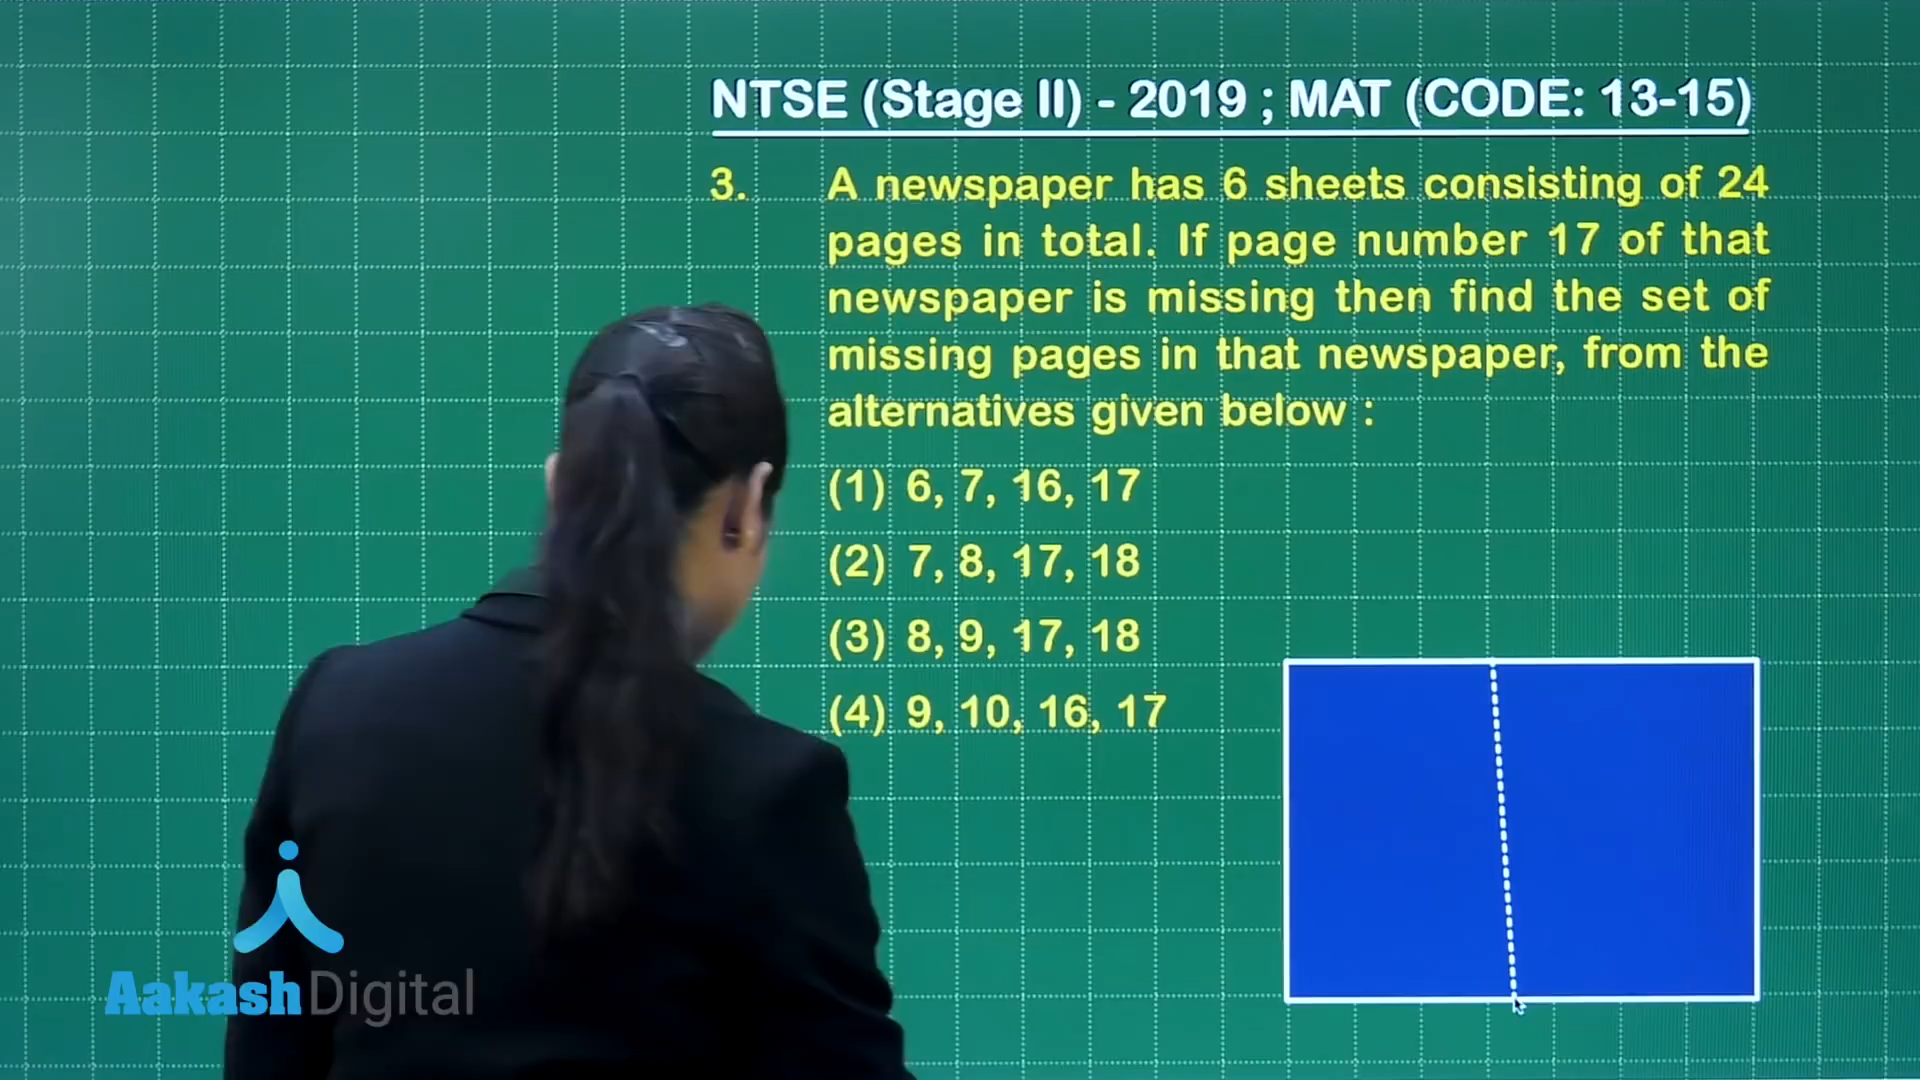 NTSE (Stage II) - 2019 ; MAT (CODE: 13-15)
3. A newspaper has 6 sheets consisting of 24
pages in total. If page number 17 of that
newspaper is missing then find the set of
missing pages in that newspaper, from the
alternatives given below :
(1) 6, 7, 16, 17
(2) 7, 8, 17, 18
(3) 8, 9, 17, 18
(4) 9, 10, 16, 17
Aakash Digital